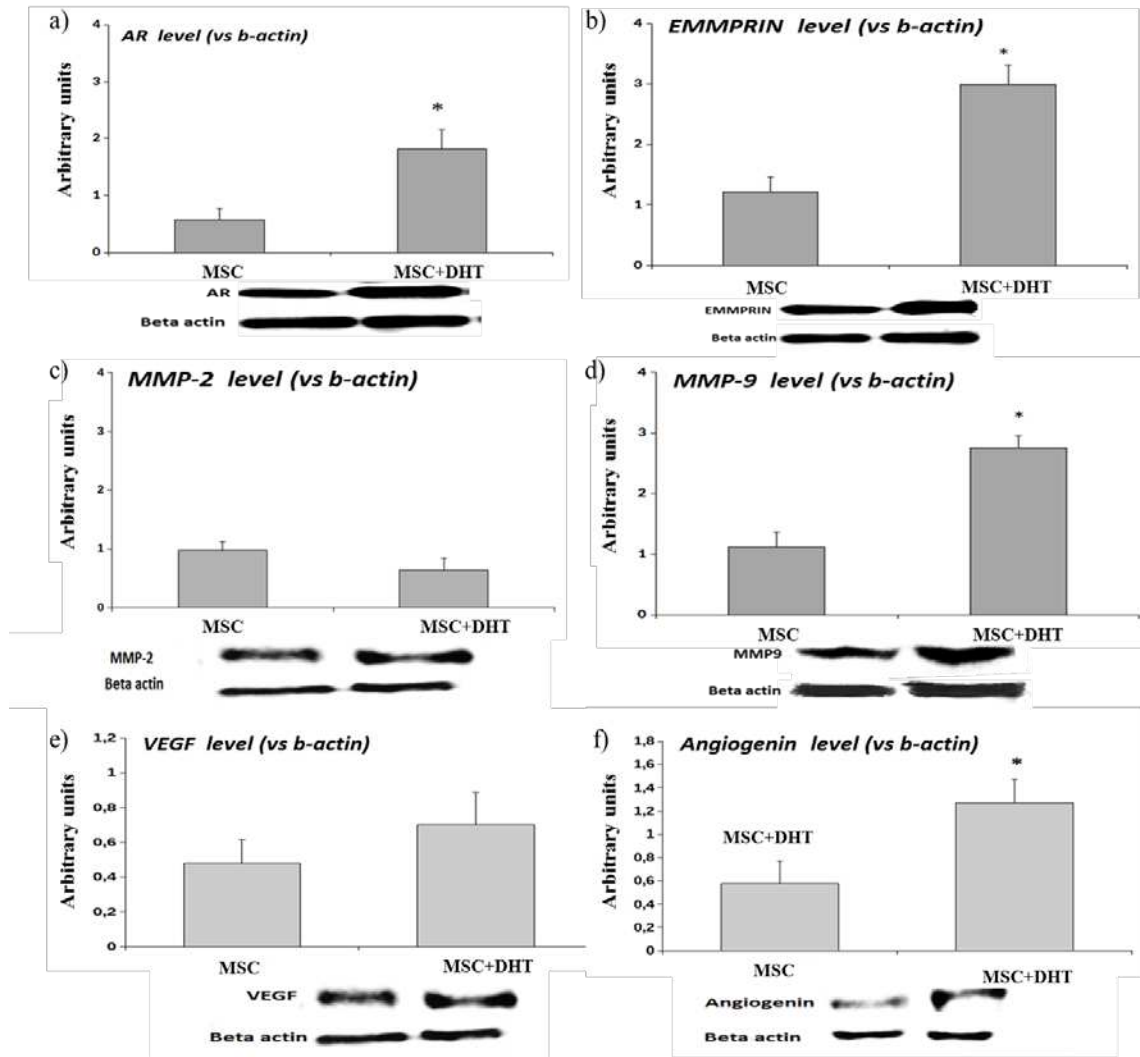 a)
AR level (vs b-actin)
Arbitrary units
4
3
2
1
0
*
MSC
MSC+DHT
AR
Beta actin
b)
EMMPRIN level (vs b-actin)
Arbitrary units
4
3
2
1
0
*
MSC
MSC+DHT
EMMPRIN
Beta actin
c)
MMP-2 level (vs b-actin)
Arbitrary units
4
3
2
1
0
MSC
MSC+DHT
MMP-2
Beta actin
d)
MMP-9 level (vs b-actin)
Arbitrary units
4
3
2
1
0
*
MSC
MSC+DHT
MMP9
Beta actin
e)
VEGF level (vs b-actin)
Arbitrary units
1,2
1
0,8
0,6
0,4
0,2
0
MSC
MSC+DHT
VEGF
Beta actin
f)
Angiogenin level (vs b-actin)
Arbitrary units
1,8
1,6
1,4
1,2
1
0,8
0,6
0,4
0,2
0
*
MSC+DHT
MSC
MSC+DHT
Angiogenin
Beta actin